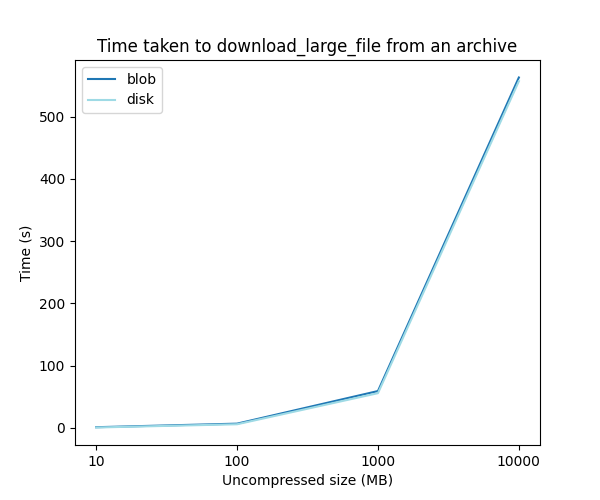 Time taken to download_large_file from an archive
blob
disk
500
400
300
200
100
0
Time (s)
10
100
1000
10000
Uncompressed size (MB)